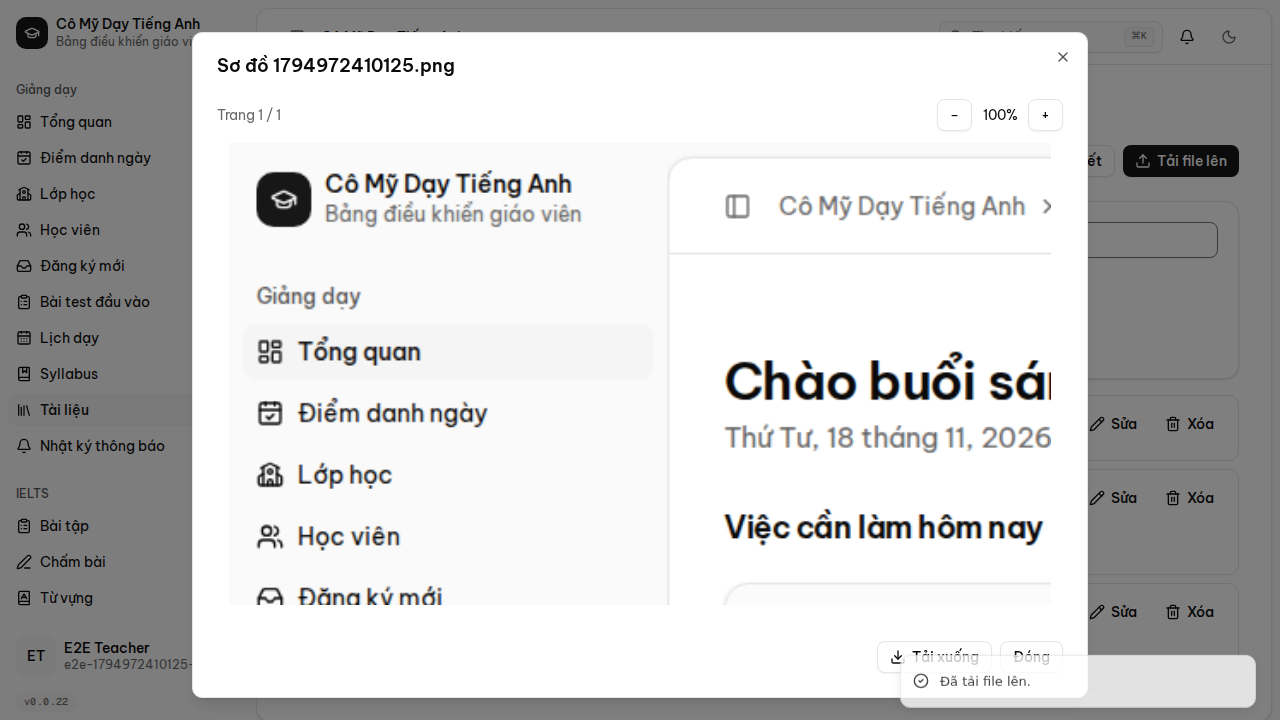 Cô Mỹ Dạy Tiếng Anh
Bảng điều khiển giáo vi
Giảng dạy
Tổng quan
Điểm danh ngày
Lớp học
Học viên
Đăng ký mới
Bài test đầu vào
Lịch dạy
Syllabus
Tài liệu
Nhật ký thông báo
IELTS
Bài tập
Chấm bài
Từ vựng
ET
E2E Teacher
e2e-1794972410125-
v0.0.22
⌘K
ết
Tải file lên
Sửa
Xóa
Sửa
Xóa
Sửa
Xóa
Sơ đồ 1794972410125.png
Trang 1 / 1
−
100%
+
Cô Mỹ Dạy Tiếng Anh
Bảng điều khiển giáo viên
Giảng dạy
Tổng quan
Điểm danh ngày
Lớp học
Học viên
Đăng ký mới
Cô Mỹ Dạy Tiếng Anh
Chào buổi sán
Thứ Tư, 18 tháng 11, 2026
Việc cần làm hôm nay
Tải xuống
Đóng
Đã tải file lên.